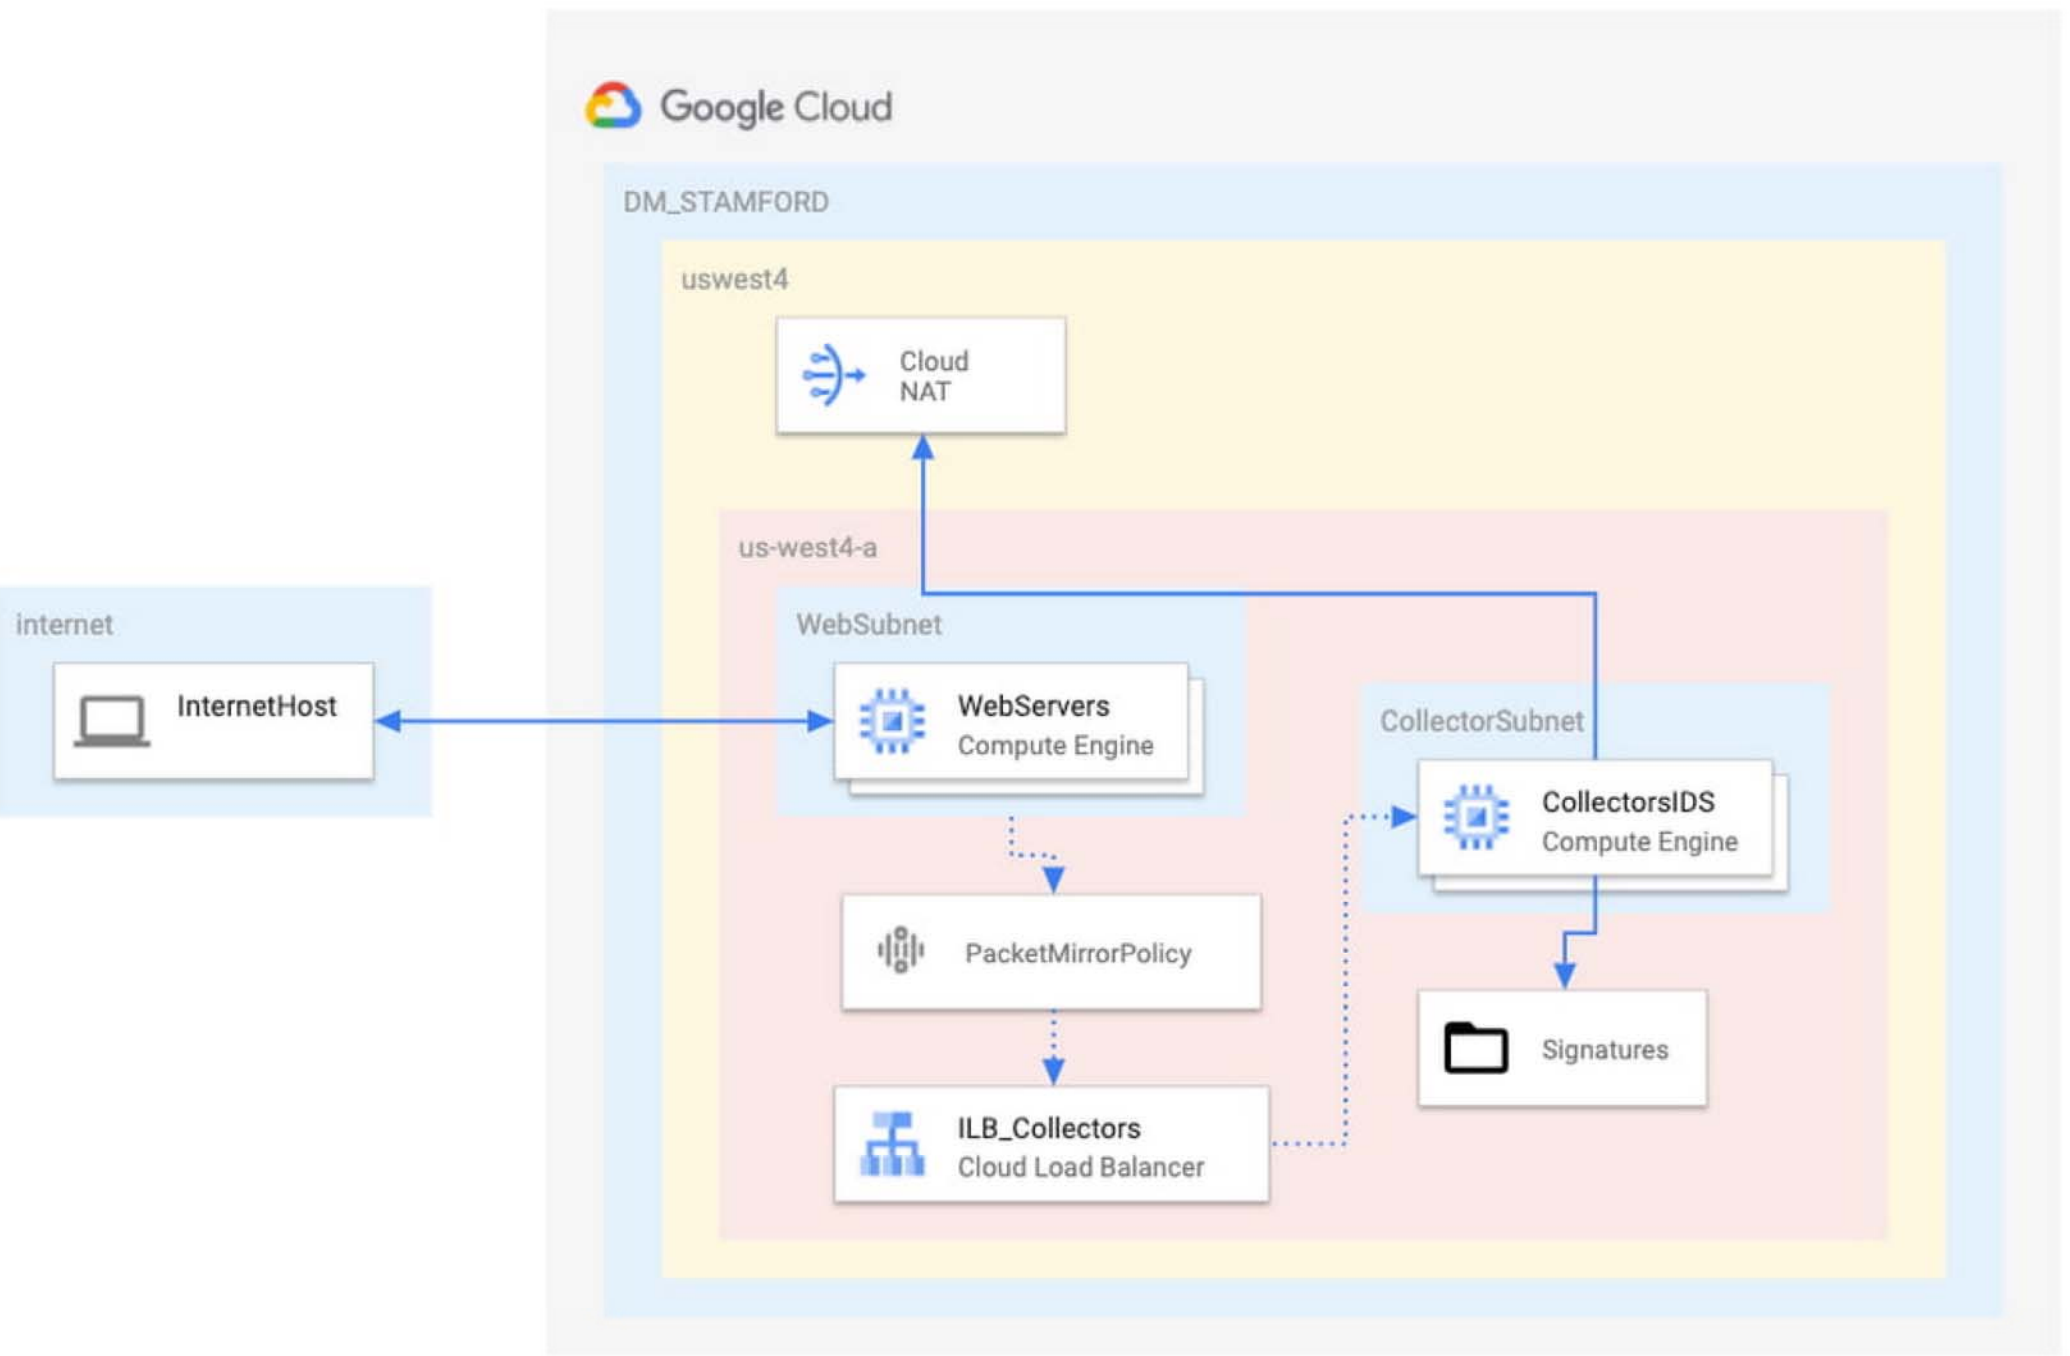 Google Cloud
DM_STAMFORD
uswest4
Cloud
NAT
us-west4-a
internet
InternetHost
WebSubnet
WebServers
Compute Engine
CollectorSubnet
CollectorsIDS
Compute Engine
PacketMirrorPolicy
Signatures
ILB_Collectors
Cloud Load Balancer